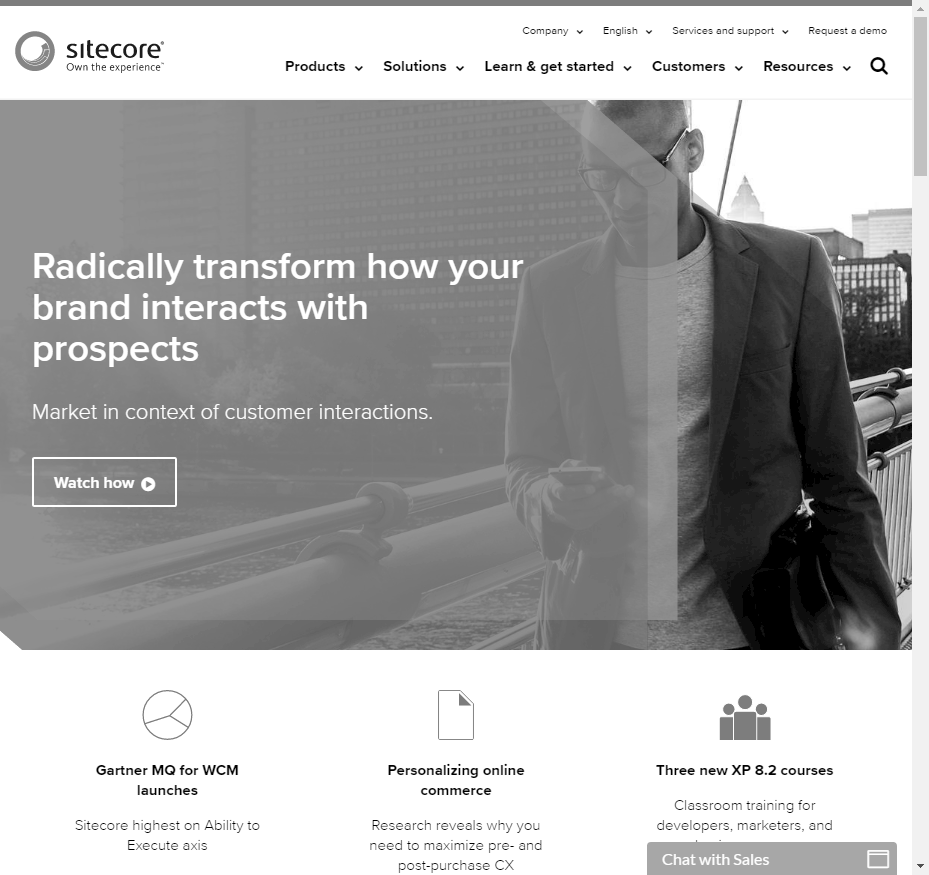 Company English Services and support Request a demo
sitecore®
Own the experience™
Products Solutions Learn & get started Customers Resources
Radically transform how your
brand interacts with
prospects
Market in context of customer interactions.
Watch how
Gartner MQ for WCM
launches
Sitecore highest on Ability to
Execute axis
Personalizing online
commerce
Research reveals why you
need to maximize pre- and
post-purchase CX
Three new XP 8.2 courses
Classroom training for
developers, marketers, and
Chat with Sales